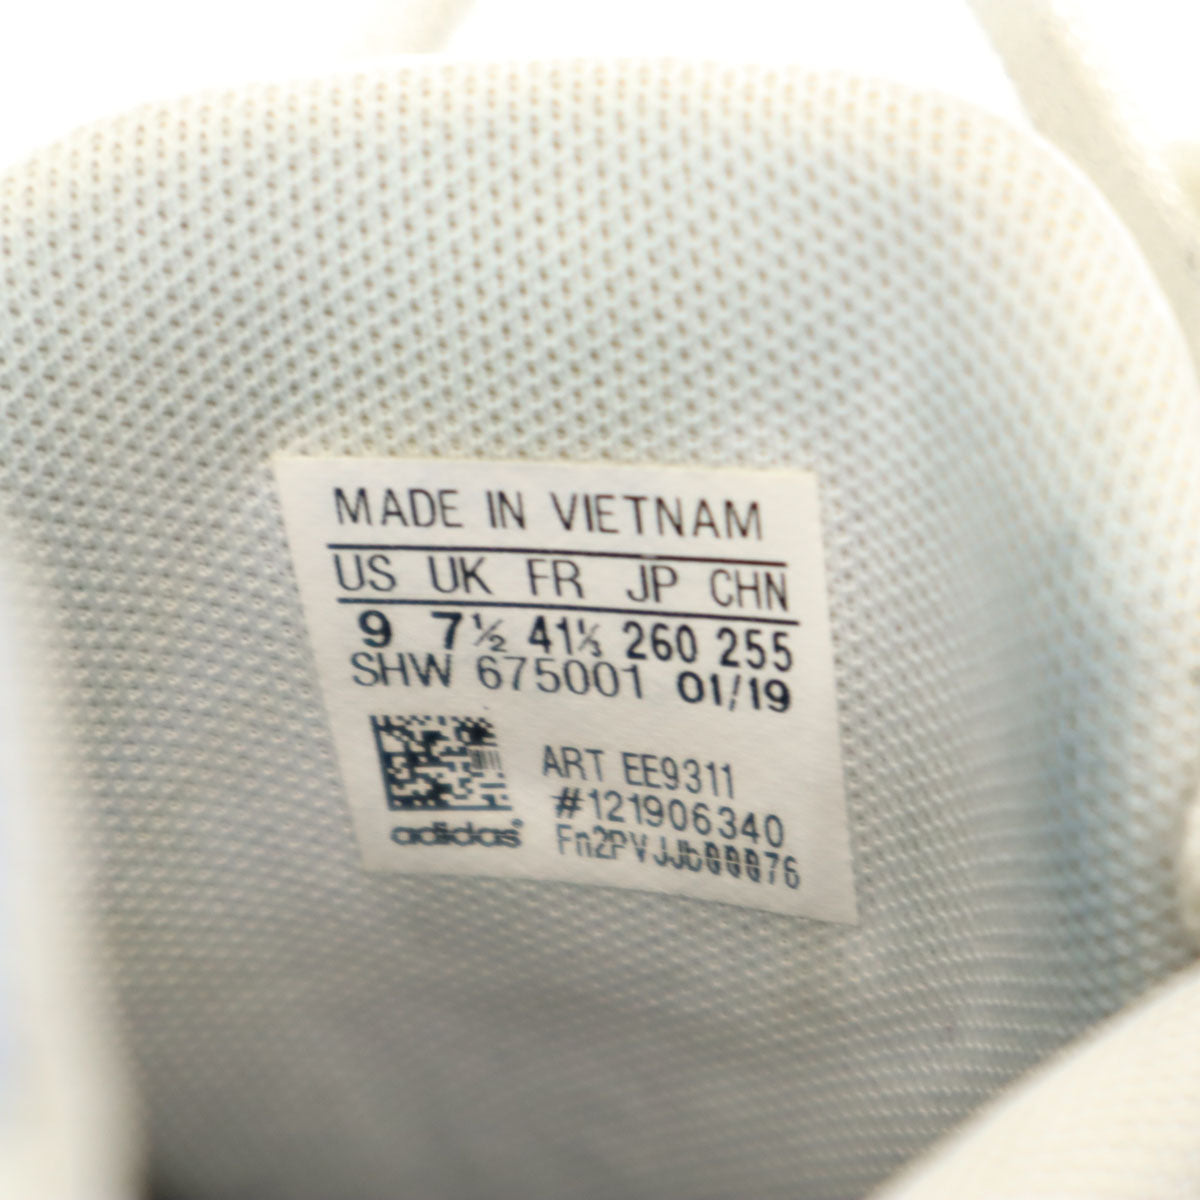 MADE IN VIETNAM
US UK FR JP CHN
9 7½ 41⅓ 260 255
SHW 675001 01/19
ART EE9311
#121906340
adidas